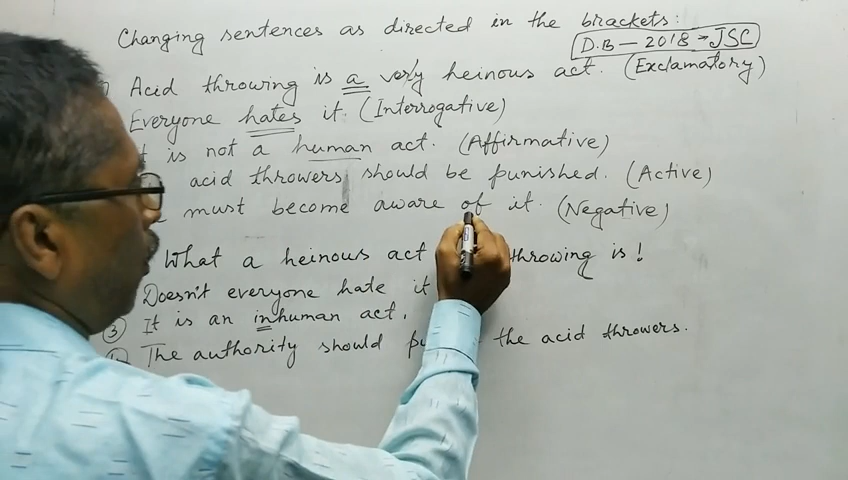 Changing sentences as directed in the brackets:
D.B - 2018 - JSC
Acid throwing is a very heinous act. (Exclamatory)
Everyone hates it. (Interrogative)
is not a human act. (Affirmative)
acid throwers should be punished. (Active)
must become aware of it. (Negative)
What a heinous act throwing is!
Doesn't everyone hate it
③ It is an inhuman act.
The authority should the acid throwers.